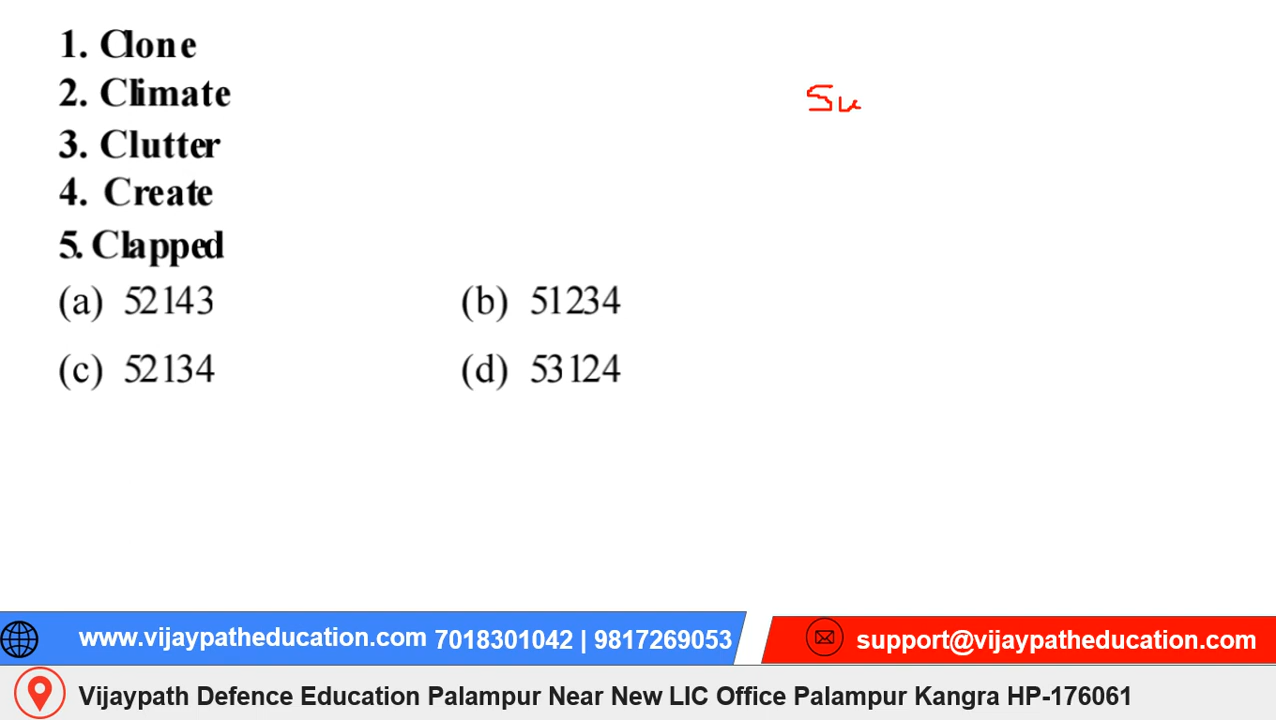 1. Clone
2. Climate
3. Clutter
4. Create
5. Clapped
(a) 52143 (b) 51234
(c) 52134 (d) 53124
www.vijaypatheducation.com 7018301042 | 9817269053 support@vijaypatheducation.com
Vijaypath Defence Education Palampur Near New LIC Office Palampur Kangra HP-176061